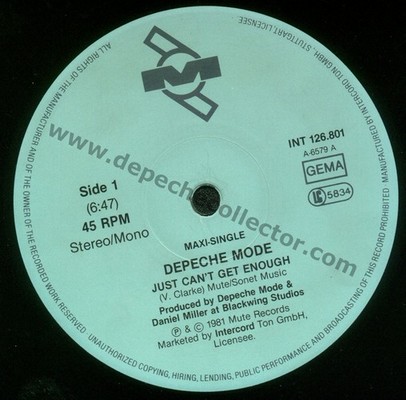 ALL RIGHTS OF THE MANUFACTURER AND OF THE OWNER OF THE RECORDED WORK RESERVED · UNAUTHORIZED COPYING, HIRING, LENDING, PUBLIC PERFORMANCE AND BROADCASTING OF THIS RECORD PROHIBITED · MANUFACTURED BY INTERCORD TON GMBH., STUTTGART LICENSEE.
M
www.depechecollector.com
INT 126.801
A-6579 A
GEMA
LC 5834
Side 1
(6:47)
45 RPM
Stereo/Mono
MAXI-SINGLE
DEPECHE MODE
JUST CAN'T GET ENOUGH
(V. Clarke) Mute/Sonet Music
Produced by Depeche Mode &
Daniel Miller at Blackwing Studios
Ⓟ & © 1981 Mute Records
Marketed by Intercord Ton GmbH,
Licensee.